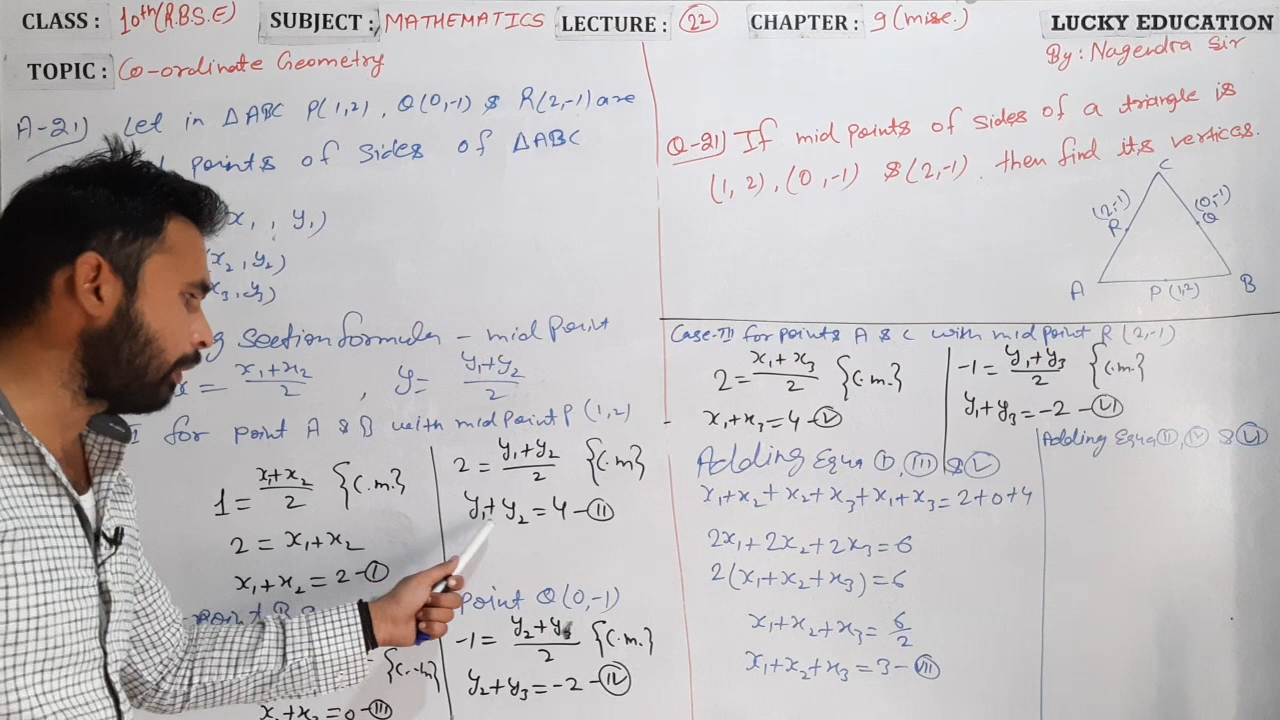 CLASS : 10th (R.B.S.E) SUBJECT : MATHEMATICS LECTURE : 22 CHAPTER : 9 (misc.) LUCKY EDUCATION
By: Nagendra Sir
TOPIC : Co-ordinate Geometry
A-21) Let in △ABC P(1,2), Q(0,-1) & R(2,-1) are
points of sides of △ABC
x₁, y₁)
x₂, y₂)
x₃, y₃)
section formula - mid point
x = x₁+x₂/2 , y = y₁+y₂/2
I for point A & B with mid point P (1,2)
1 = x₁+x₂/2 {C.m.}
2 = x₁+x₂
x₁+x₂ = 2 - Ⓘ
2 = y₁+y₂/2 {C.m}
y₁+y₂ = 4 - Ⓘⓘ
point B
point Q(0,-1)
{C.m}
x₃ = 0 - (III)
-1 = y₂+y₃/2 {C.m.}
y₂+y₃ = -2 - (IV)
Q-21) If mid points of sides of a triangle is
(1, 2), (0, -1) & (2,-1). then find its vertices.
C
(2,-1)
R
(0,-1)
Q
A
P (1,2)
B
Case-III for points A & C with mid point R (2,-1)
2 = x₁+x₃/2 {C.m.}
x₁+x₃ = 4 - (V)
-1 = y₁+y₃/2 {C.m.}
y₁+y₃ = -2 - (VI)
Adding Equa (I), (III) & (V)
x₁+x₂+x₂+x₃+x₁+x₃ = 2+0+4
2x₁+2x₂+2x₃ = 6
2(x₁+x₂+x₃) = 6
x₁+x₂+x₃ = 6/2
x₁+x₂+x₃ = 3 - (VII)
Adding Equa (II), (IV) & (VI)